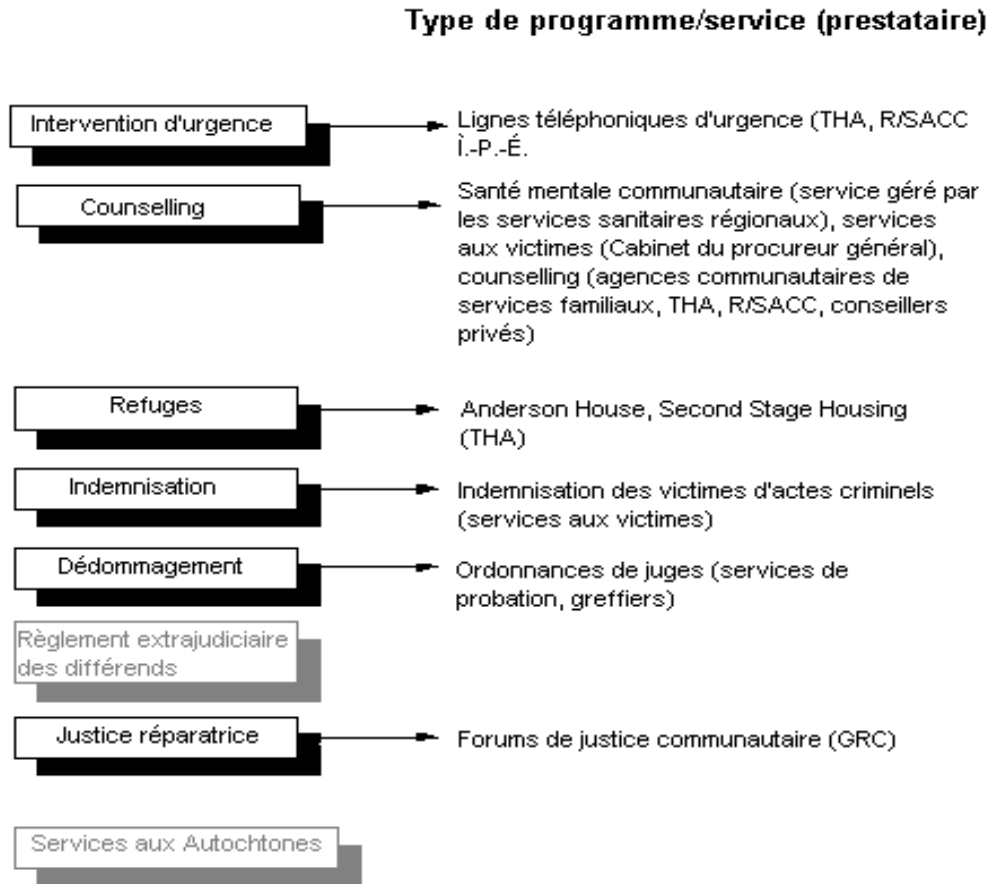 Type de programme/service (prestataire)
Intervention d'urgence
Lignes téléphoniques d'urgence (THA, R/SACC
Î.-P.-É.
Counselling
Santé mentale communautaire (service géré par
les services sanitaires régionaux), services
aux victimes (Cabinet du procureur général),
counselling (agences communautaires de
services familiaux, THA, R/SACC, conseillers
privés)
Refuges
Anderson House, Second Stage Housing
(THA)
Indemnisation
Indemnisation des victimes d'actes criminels
(services aux victimes)
Dédommagement
Ordonnances de juges (services de
probation, greffiers)
Règlement extrajudiciaire
des différends
Justice réparatrice
Forums de justice communautaire (GRC)
Services aux Autochtones